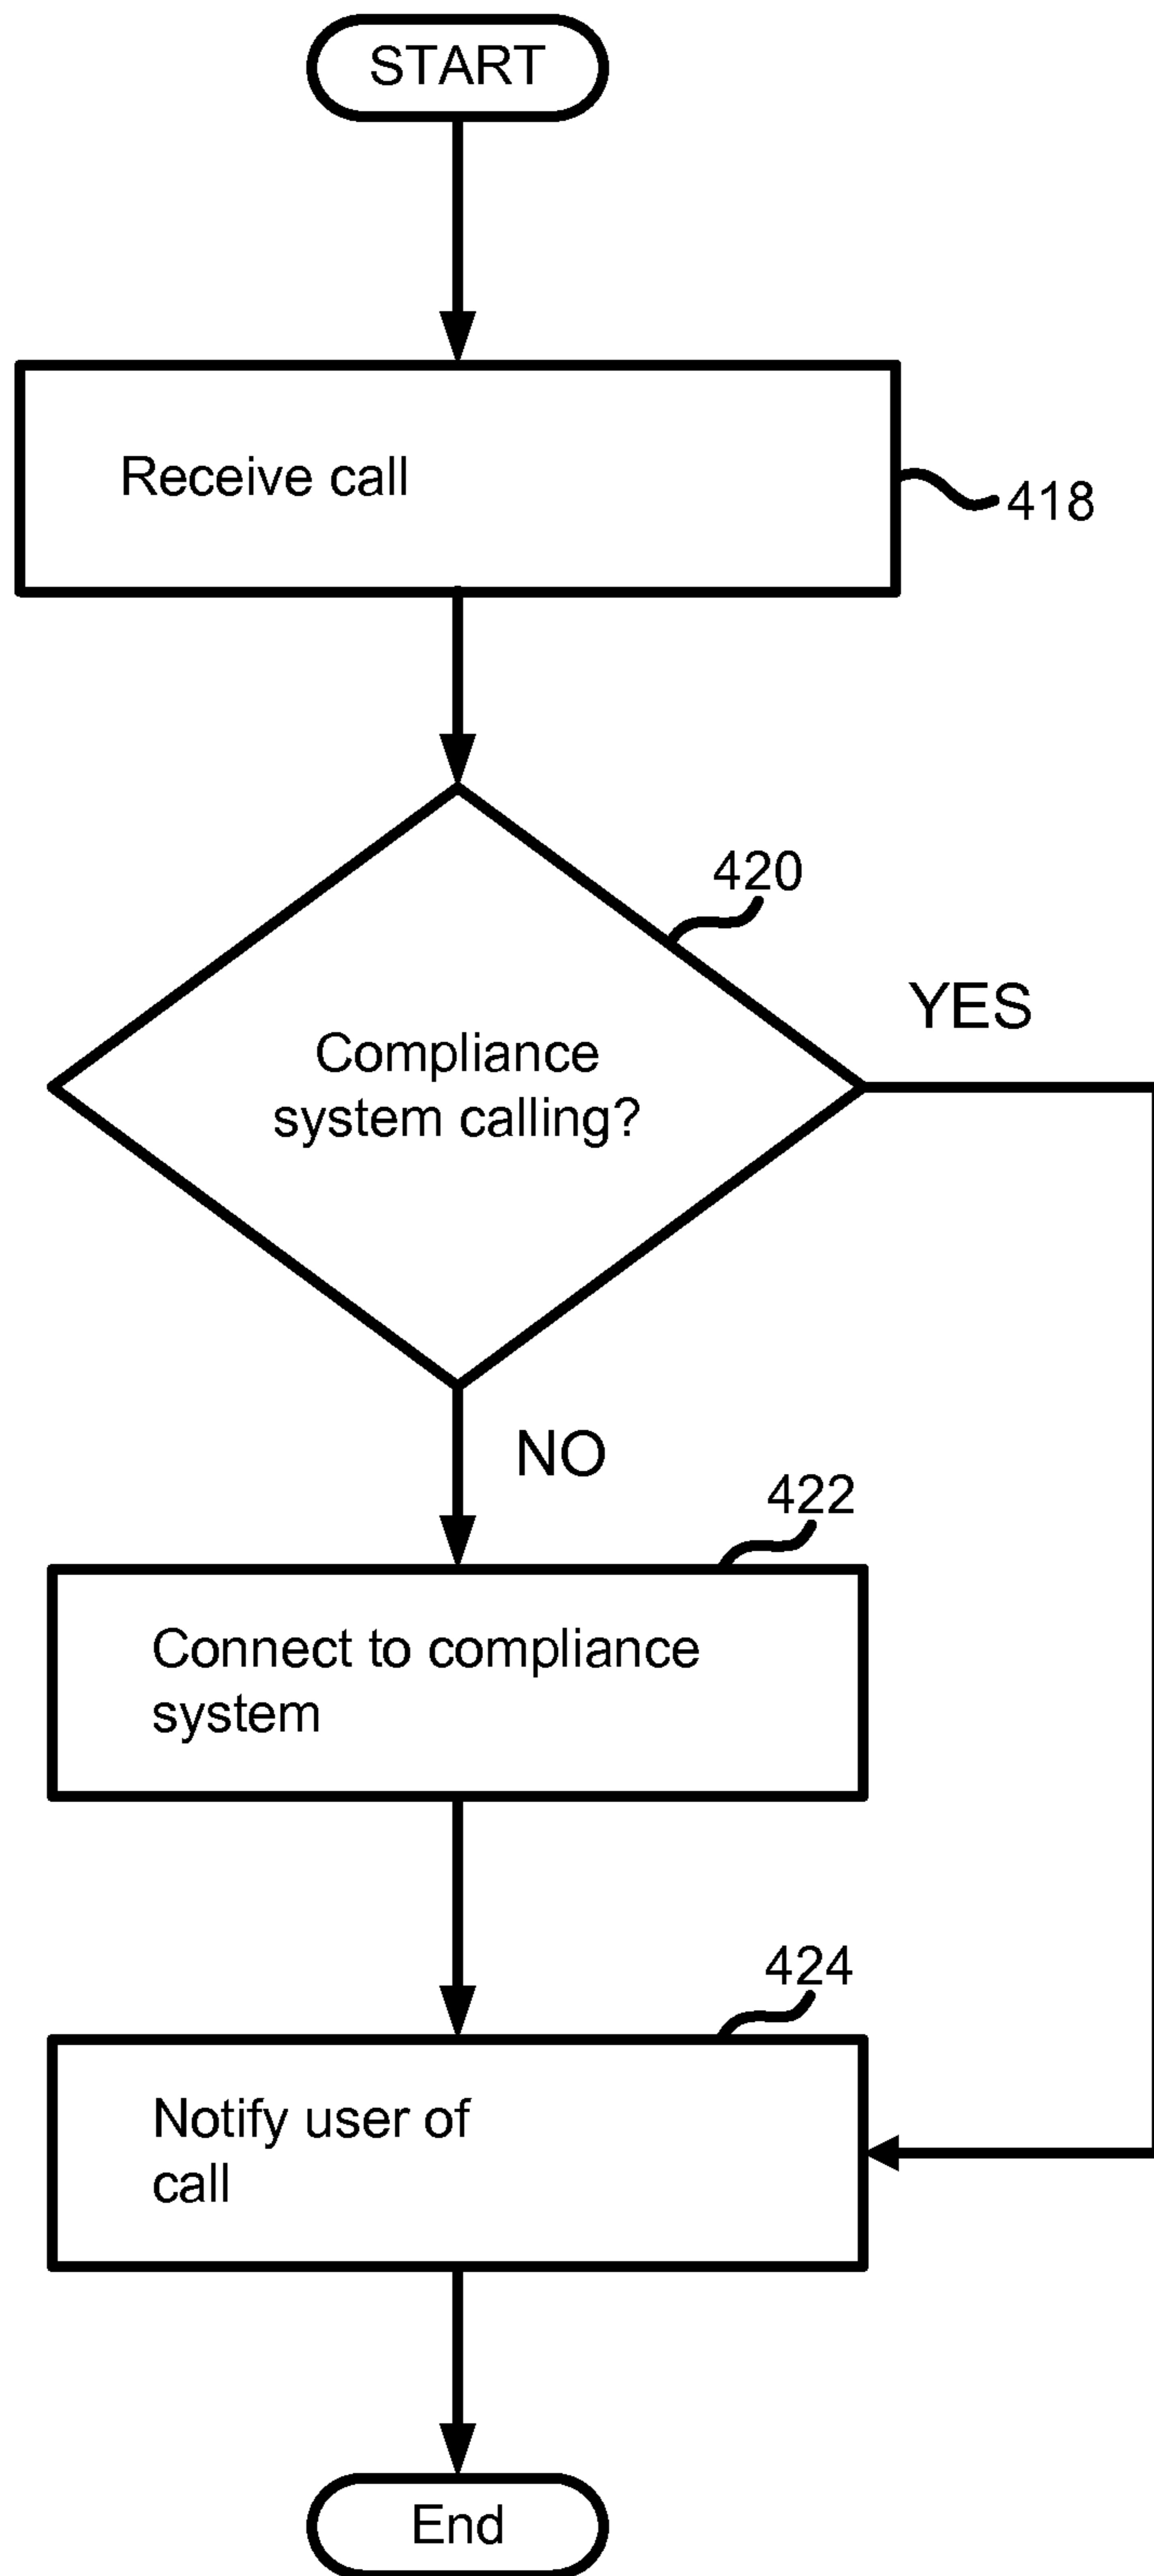 START
Receive call
418
420
YES
Compliance
system calling?
NO
422
Connect to compliance
system
424
Notify user of
call
End